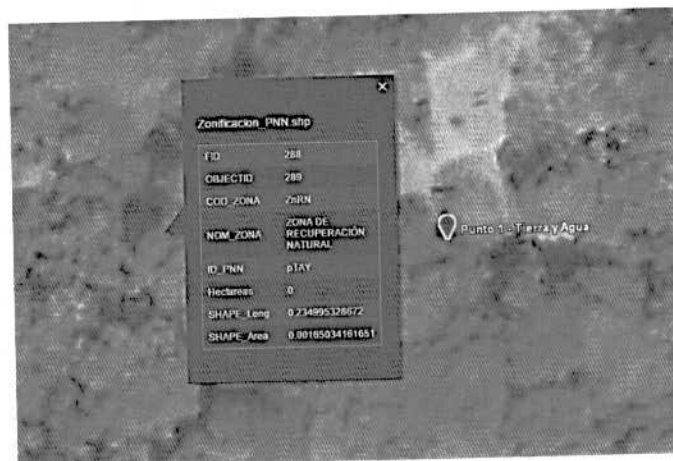 Zonificacion_PNN.shp
FID 288
OBJECTID 289
COD_ZONA ZnRN
NOM_ZONA ZONA DE
RECUPERACIÓN
NATURAL
ID_PNN pTAY
Hectareas 0
SHAPE_Leng 0.234995328672
SHAPE_Area 0.00165034161651
Punto 1 - Tierra y Agua